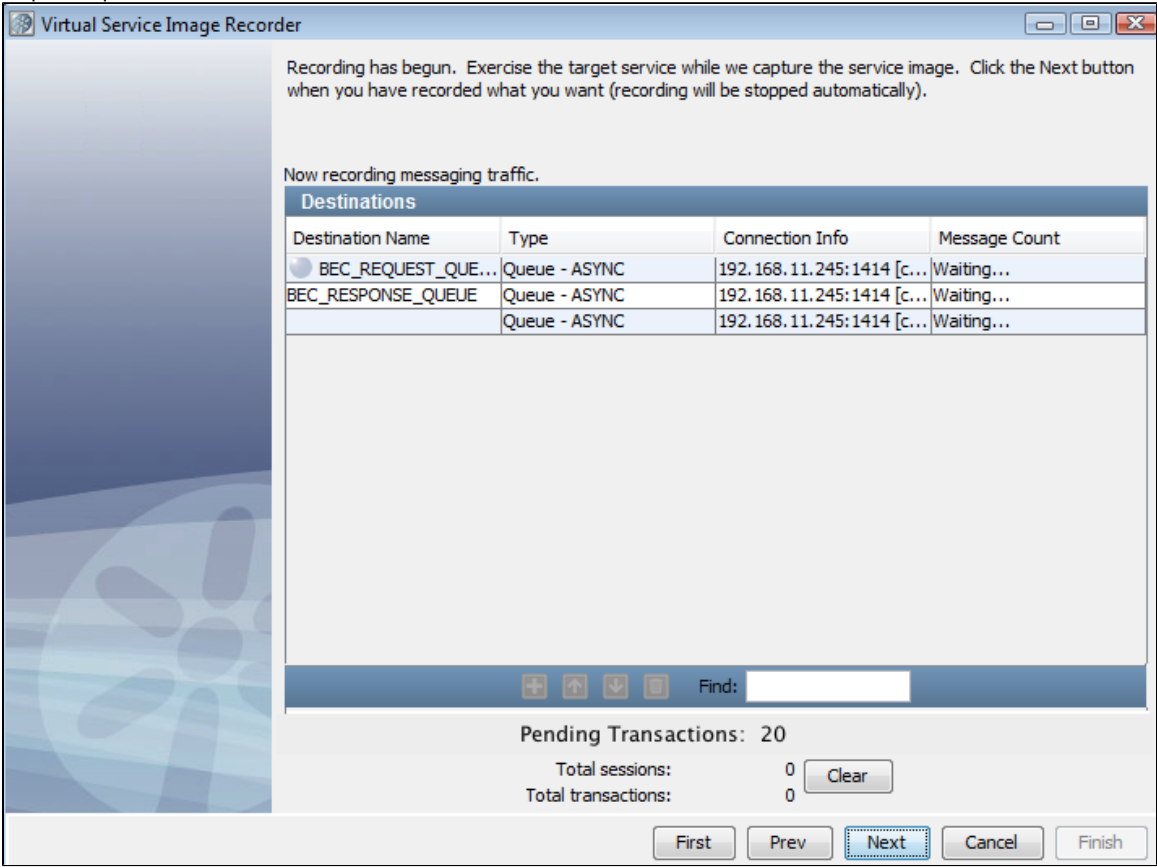 Virtual Service Image Recorder
Recording has begun. Exercise the target service while we capture the service image. Click the Next button
when you have recorded what you want (recording will be stopped automatically).
Now recording messaging traffic.
Destinations
Destination Name Type Connection Info Message Count
BEC_REQUEST_QUE... Queue - ASYNC 192.168.11.245:1414 [c... Waiting...
BEC_RESPONSE_QUEUE Queue - ASYNC 192.168.11.245:1414 [c... Waiting...
Queue - ASYNC 192.168.11.245:1414 [c... Waiting...
Find:
Pending Transactions: 20
Total sessions: 0 Clear
Total transactions: 0
First Prev Next Cancel Finish